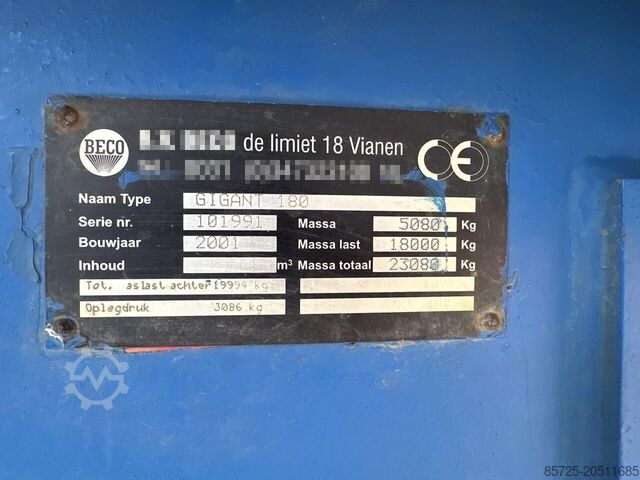 BECO
de limiet 18 Vianen
CE
Naam Type GIGANT 180
Serie nr. 101991 Massa 5080 Kg
Bouwjaar 2001 Massa last 18000 Kg
Inhoud m³ Massa totaal 23080 Kg
Tot. aslast achter 19994 kg
Oplegdruk 3086 kg
85725-20511685